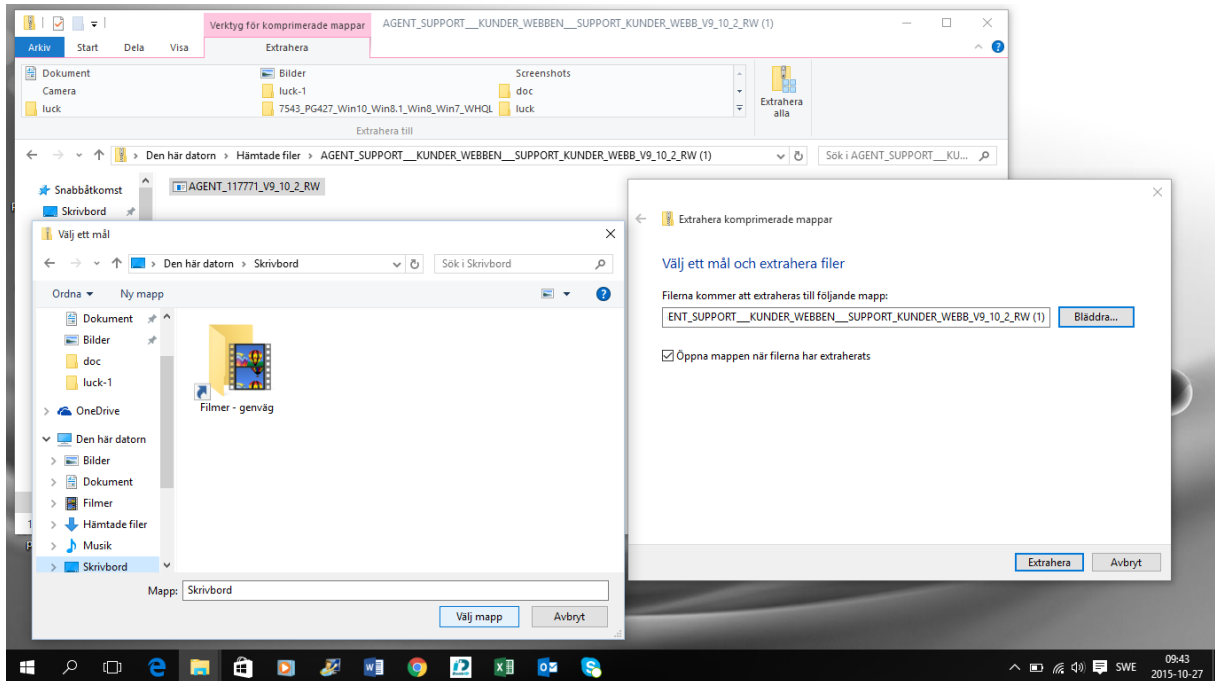 Verktyg för komprimerade mappar
AGENT_SUPPORT__KUNDER_WEBBEN__SUPPORT_KUNDER_WEBB_V9_10_2_RW (1)
Arkiv Start Dela Visa Extrahera
Dokument Bilder Screenshots
Camera luck-1 doc
luck 7543_PG427_Win10_Win8.1_Win8_Win7_WHQL luck
Extrahera
alla
Extrahera till
Den här datorn > Hämtade filer > AGENT_SUPPORT__KUNDER_WEBBEN__SUPPORT_KUNDER_WEBB_V9_10_2_RW (1)
Sök i AGENT_SUPPORT__KU...
Snabbåtkomst
Skrivbord
AGENT_117771_V9_10_2_RW
Välj ett mål
Den här datorn > Skrivbord
Sök i Skrivbord
Ordna Ny mapp
Dokument
Bilder
doc
luck-1
OneDrive
Den här datorn
Bilder
Dokument
Filmer
Hämtade filer
Musik
Skrivbord
Filmer - genväg
Mapp: Skrivbord
Välj mapp Avbryt
Extrahera komprimerade mappar
Välj ett mål och extrahera filer
Filerna kommer att extraheras till följande mapp:
ENT_SUPPORT__KUNDER_WEBBEN__SUPPORT_KUNDER_WEBB_V9_10_2_RW (1) Bläddra...
Öppna mappen när filerna har extraherats
Extrahera Avbryt
SWE
09:43
2015-10-27